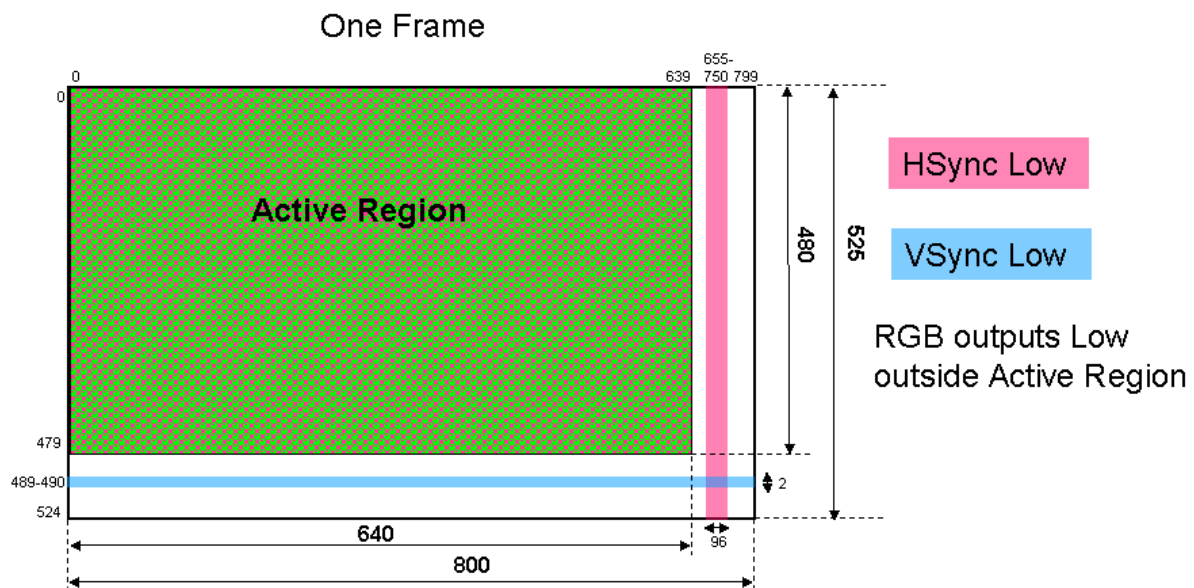 One Frame
655-
0
639
750
799
0
Active Region
HSync Low
480
525
VSync Low
RGB outputs Low
outside Active Region
479
489-490
2
524
640
96
800